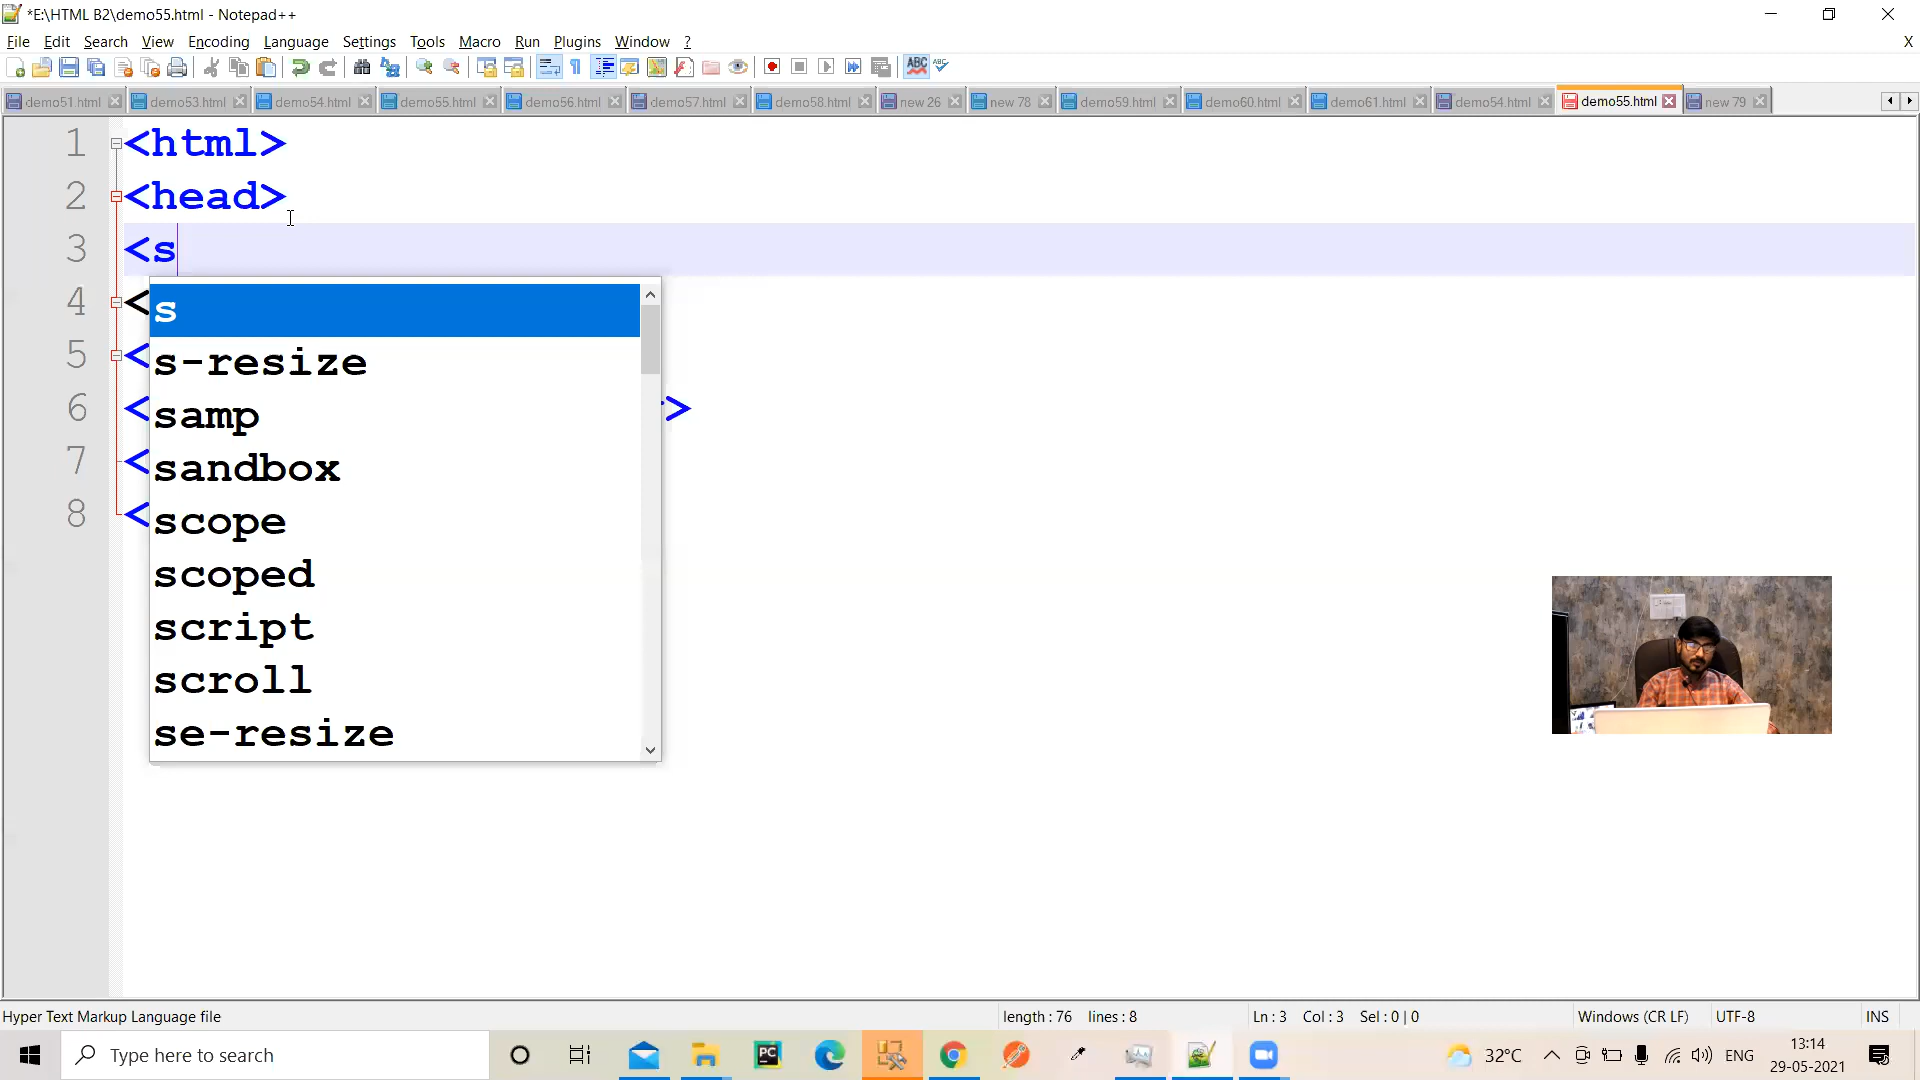 *E:\HTML B2\demo55.html - Notepad++
File Edit Search View Encoding Language Settings Tools Macro Run Plugins Window ? X
demo51.html demo53.html demo54.html demo55.html demo56.html demo57.html demo58.html new 26 new 78 demo59.html demo60.html demo61.html demo54.html demo55.html new 79
1 <html>
2 <head>
3 <s
4 <
5 <
6 < >
7 <
8 <
s
s-resize
samp
sandbox
scope
scoped
script
scroll
se-resize
Hyper Text Markup Language file length : 76 lines : 8 Ln : 3 Col : 3 Sel : 0 | 0 Windows (CR LF) UTF-8 INS
Type here to search 32°C ENG 13:14
29-05-2021